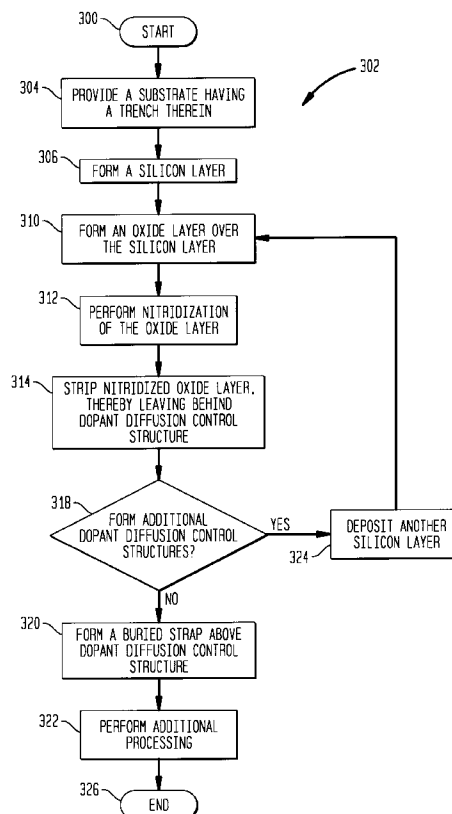 300
START
302
304
PROVIDE A SUBSTRATE HAVING
A TRENCH THEREIN
306
FORM A SILICON LAYER
310
FORM AN OXIDE LAYER OVER
THE SILICON LAYER
312
PERFORM NITRIDIZATION
OF THE OXIDE LAYER
314
STRIP NITRIDIZED OXIDE LAYER,
THEREBY LEAVING BEHIND
DOPANT DIFFUSION CONTROL
STRUCTURE
318
FORM ADDITIONAL
DOPANT DIFFUSION CONTROL
STRUCTURES?
YES
DEPOSIT ANOTHER
SILICON LAYER
324
NO
320
FORM A BURIED STRAP ABOVE
DOPANT DIFFUSION CONTROL
STRUCTURE
322
PERFORM ADDITIONAL
PROCESSING
326
END